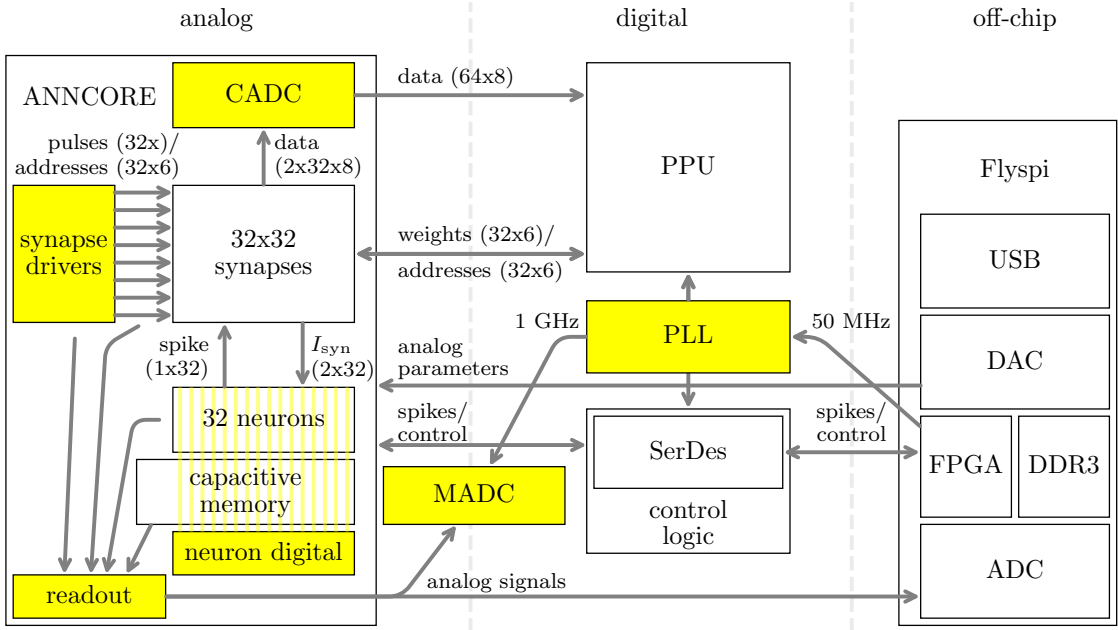 analog
digital
off-chip
ANNCORE
CADC
data (64x8)
pulses (32x)/
addresses (32x6)
data
(2x32x8)
PPU
Flyspi
synapse
drivers
32x32
synapses
weights (32x6)/
addresses (32x6)
USB
1 GHz
PLL
50 MHz
spike
(1x32)
I_syn
(2x32)
analog
parameters
DAC
32 neurons
spikes/
control
SerDes
spikes/
control
FPGA
DDR3
capacitive
memory
MADC
control
logic
neuron digital
readout
analog signals
ADC